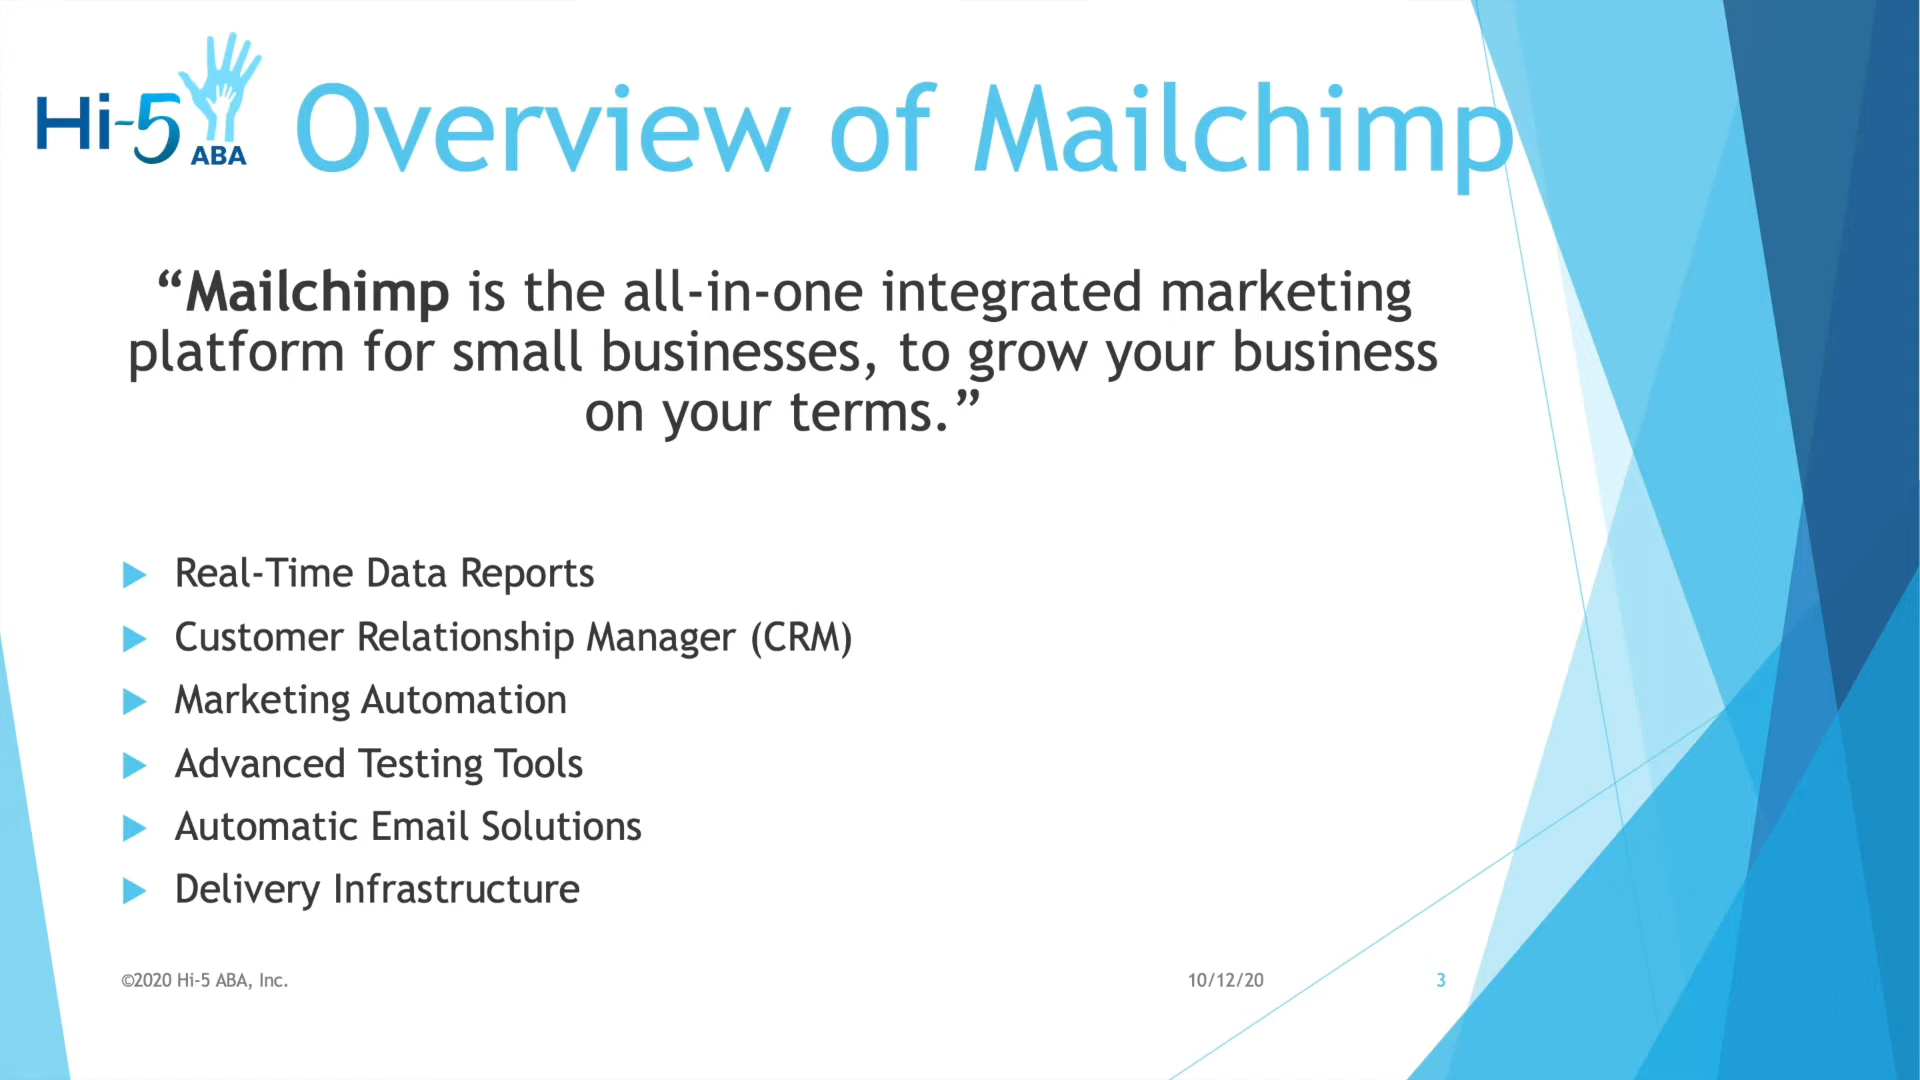 Hi-5
ABA
Overview of Mailchimp
“Mailchimp is the all-in-one integrated marketing
platform for small businesses, to grow your business
on your terms.”
Real-Time Data Reports
Customer Relationship Manager (CRM)
Marketing Automation
Advanced Testing Tools
Automatic Email Solutions
Delivery Infrastructure
©2020 Hi-5 ABA, Inc.
10/12/20
3